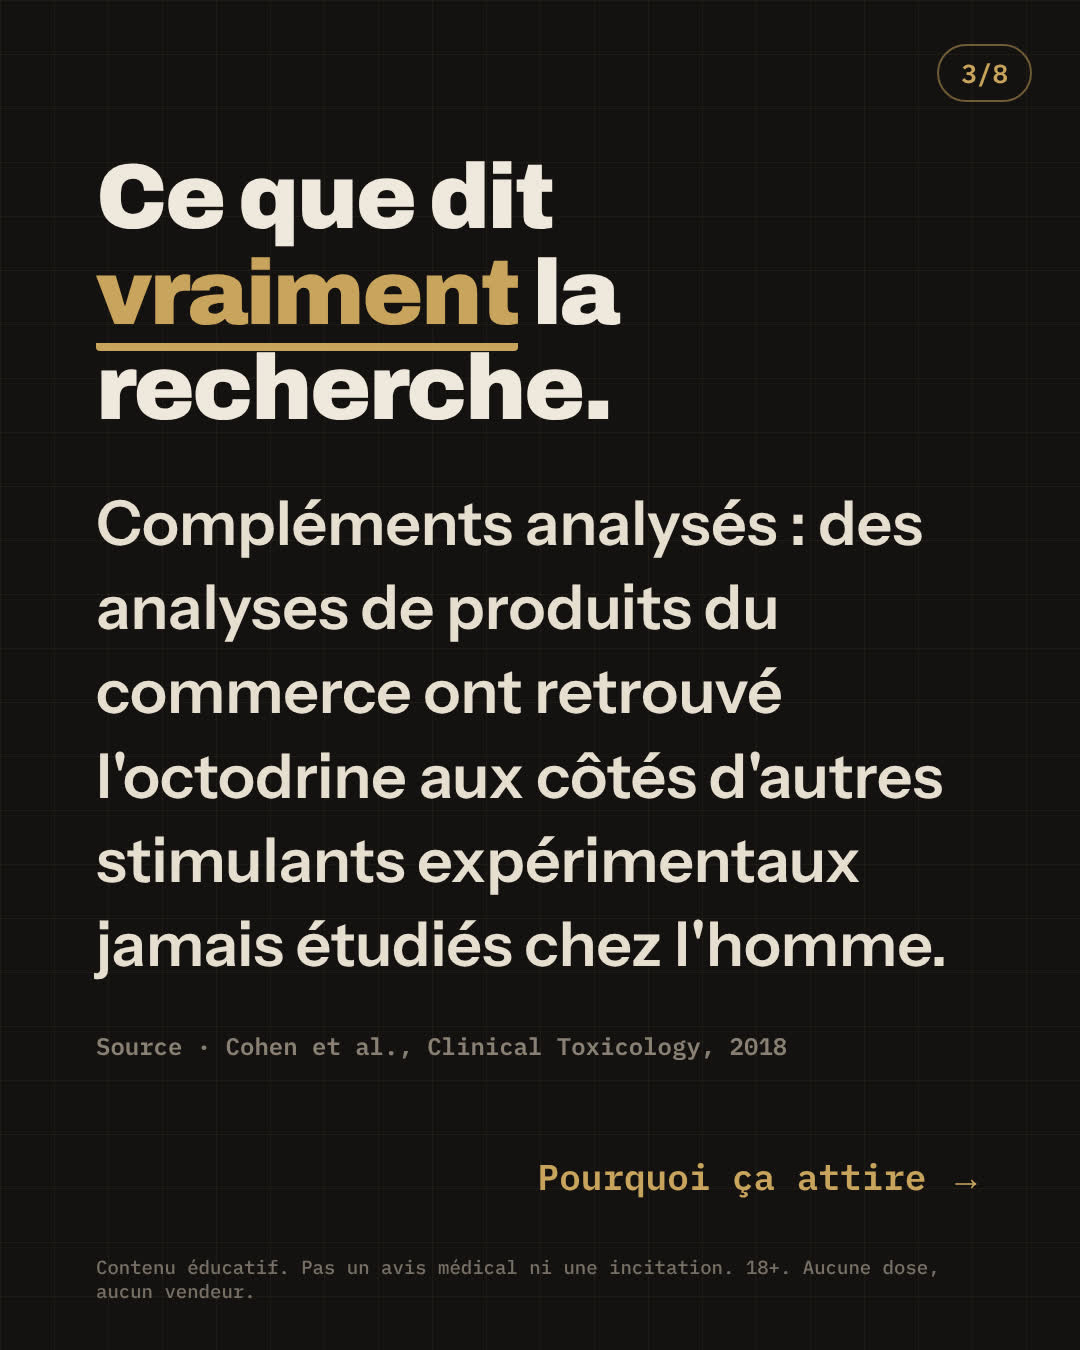 3/8
Ce que dit
vraiment la
recherche.
Compléments analysés : des
analyses de produits du
commerce ont retrouvé
l'octodrine aux côtés d'autres
stimulants expérimentaux
jamais étudiés chez l'homme.
Source · Cohen et al., Clinical Toxicology, 2018
Pourquoi ça attire →
Contenu éducatif. Pas un avis médical ni une incitation. 18+. Aucune dose,
aucun vendeur.